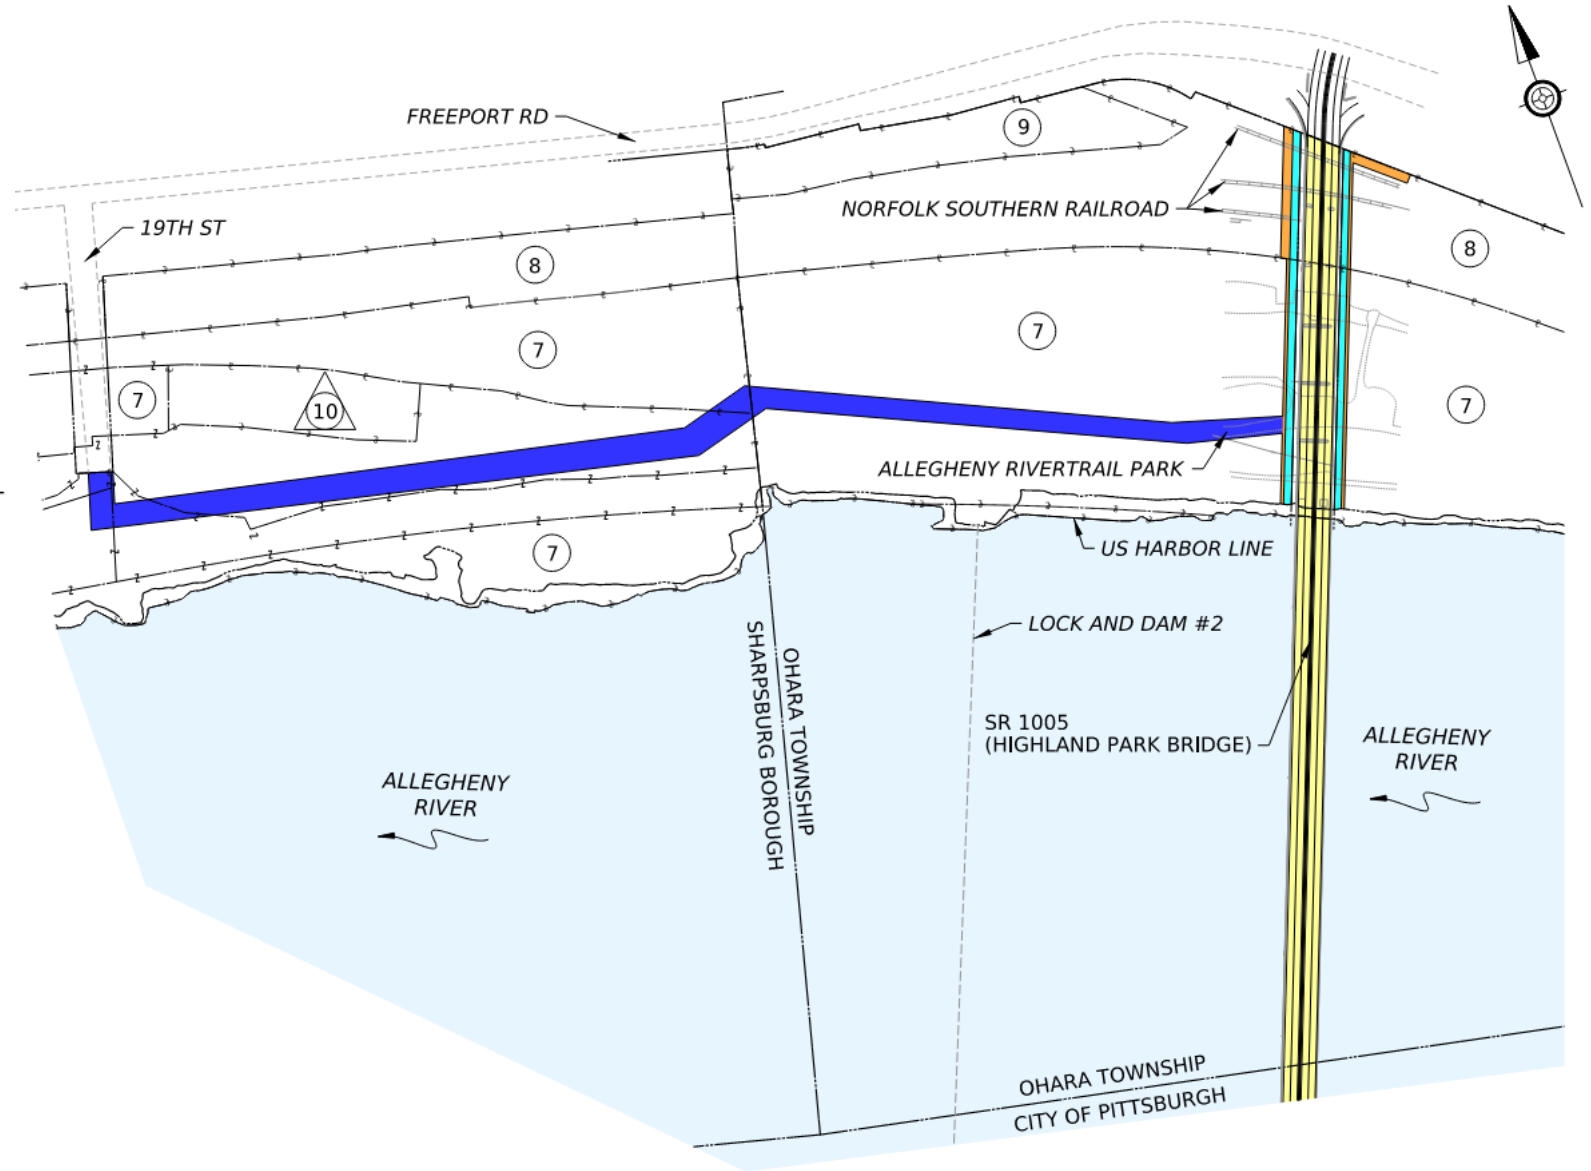 FREEPORT RD
9
19TH ST
NORFOLK SOUTHERN RAILROAD
8
8
7
7
7
10
7
ALLEGHENY RIVERTRAIL PARK
7
US HARBOR LINE
LOCK AND DAM #2
OHARA TOWNSHIP
SHARPSBURG BOROUGH
SR 1005
(HIGHLAND PARK BRIDGE)
ALLEGHENY
RIVER
ALLEGHENY
RIVER
OHARA TOWNSHIP
CITY OF PITTSBURGH